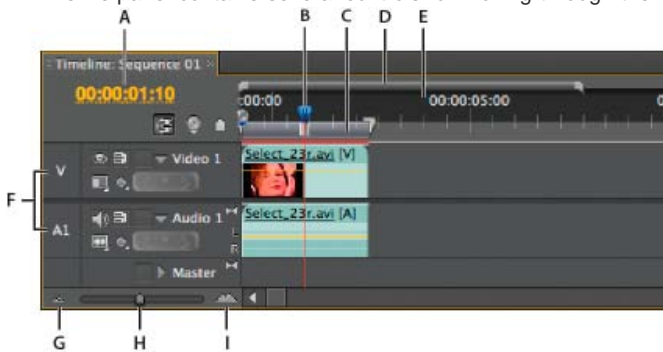 A B C D E
Timeline: Sequence 01 ×
00:00:01:10
:00:00 00:00:05:00 0
V Video 1 Select_23r.avi [V]
F
A1 Audio 1 Select_23r.avi [A]
L
R
Master
G H I